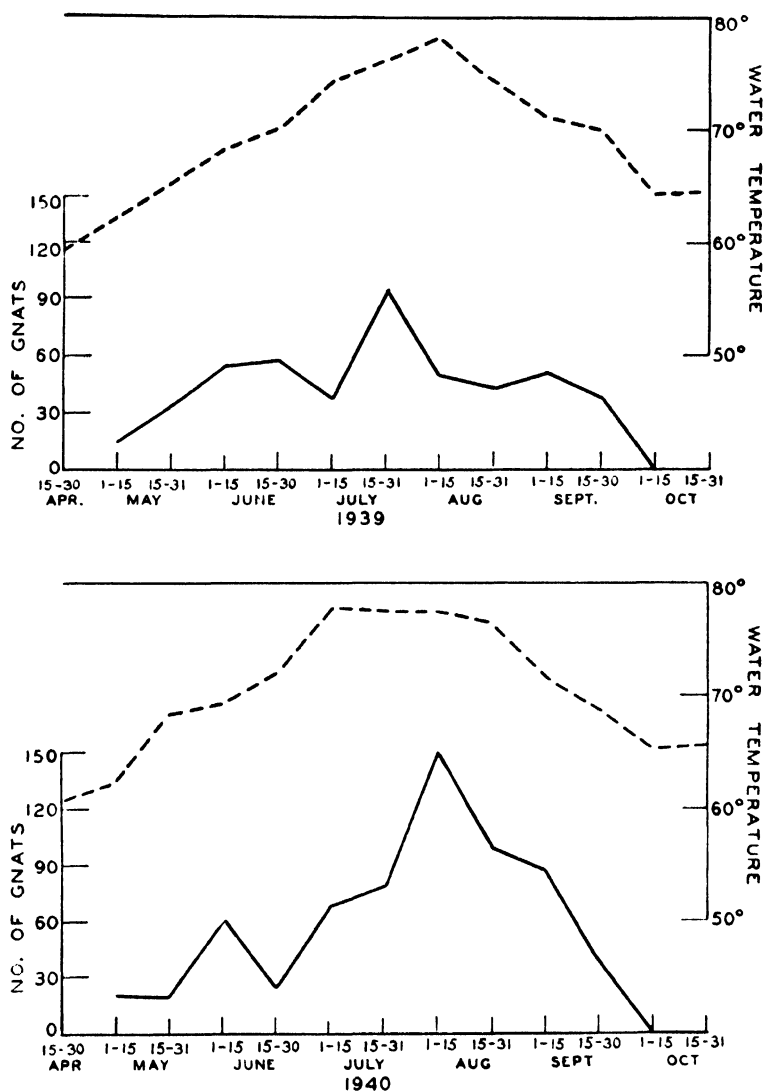 80°
70°
60°
50°
WATER TEMPERATURE
150
120
90
60
30
0
NO. OF GNATS
15-30 1-15 15-31 1-15 15-30 1-15 15-31 1-15 15-31 1-15 15-30 1-15 15-31
APR. MAY JUNE JULY AUG SEPT. OCT
1939
80°
70°
60°
50°
WATER TEMPERATURE
150
120
90
60
30
0
NO. OF GNATS
15-30 1-15 15-31 1-15 15-30 1-15 15-31 1-15 15-31 1-15 15-30 1-15 15-31
APR MAY JUNE JULY AUG SEPT OCT
1940